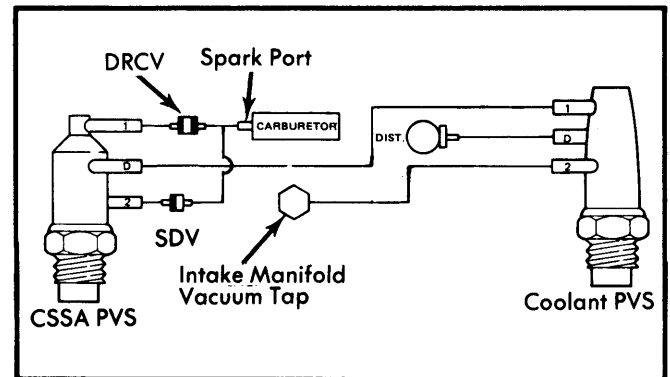 DRCV
Spark Port
1
CARBURETOR
1
DIST.
D
D
2
2
SDV
Intake Manifold
Vacuum Tap
CSSA PVS
Coolant PVS